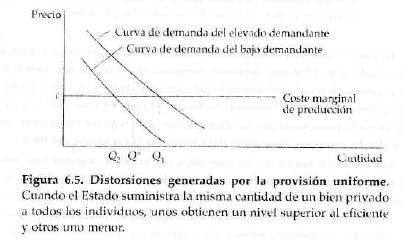 Precio
Curva de demanda del elevado demandante
Curva de demanda del bajo demandante
c
Coste marginal
de producción
Q₂ Q* Q₁
Cantidad
Figura 6.5. Distorsiones generadas por la provisión uniforme.
Cuando el Estado suministra la misma cantidad de un bien privado
a todos los individuos, unos obtienen un nivel superior al eficiente
y otros uno menor.